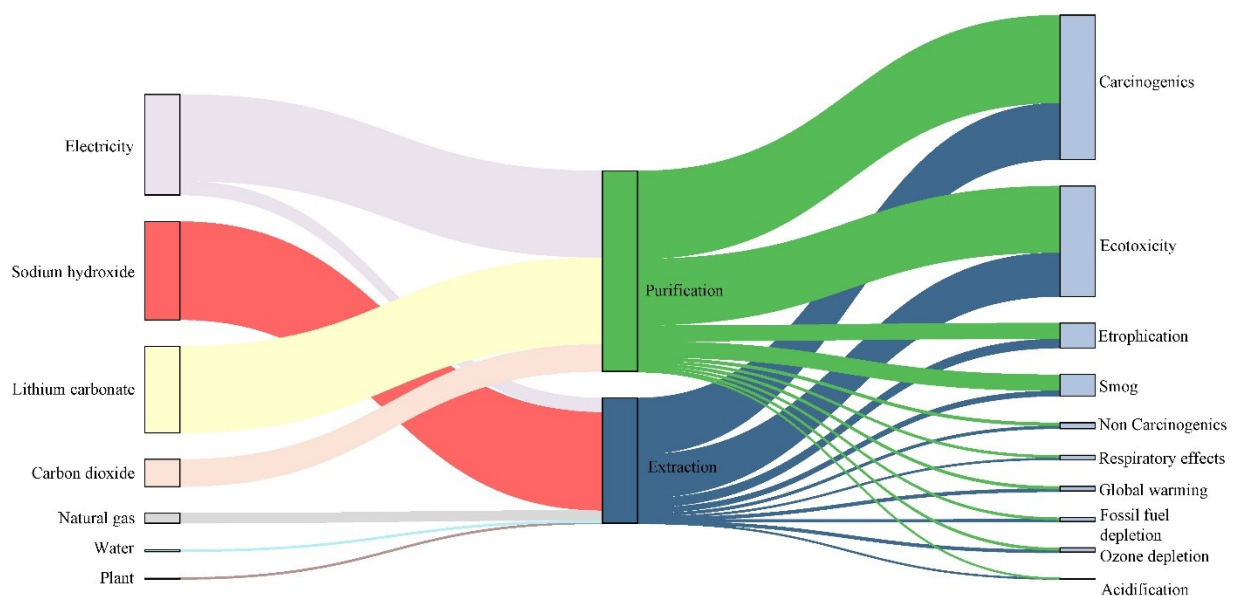 Electricity
Sodium hydroxide
Lithium carbonate
Carbon dioxide
Natural gas
Water
Plant
Purification
Extraction
Carcinogenics
Ecotoxicity
Etrophication
Smog
Non Carcinogenics
Respiratory effects
Global warming
Fossil fuel
depletion
Ozone depletion
Acidification